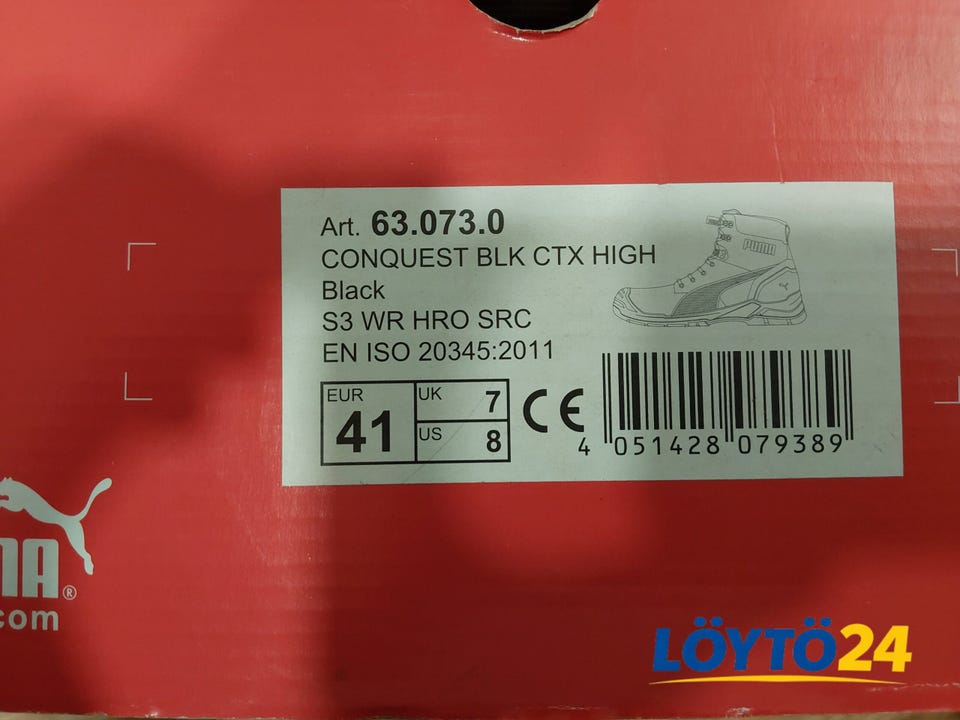 Art. 63.073.0
CONQUEST BLK CTX HIGH
Black
S3 WR HRO SRC
EN ISO 20345:2011
EUR 41
UK 7
US 8
CE
4 051428 079389
PUMA
MA®
.com
LÖYTÖ24